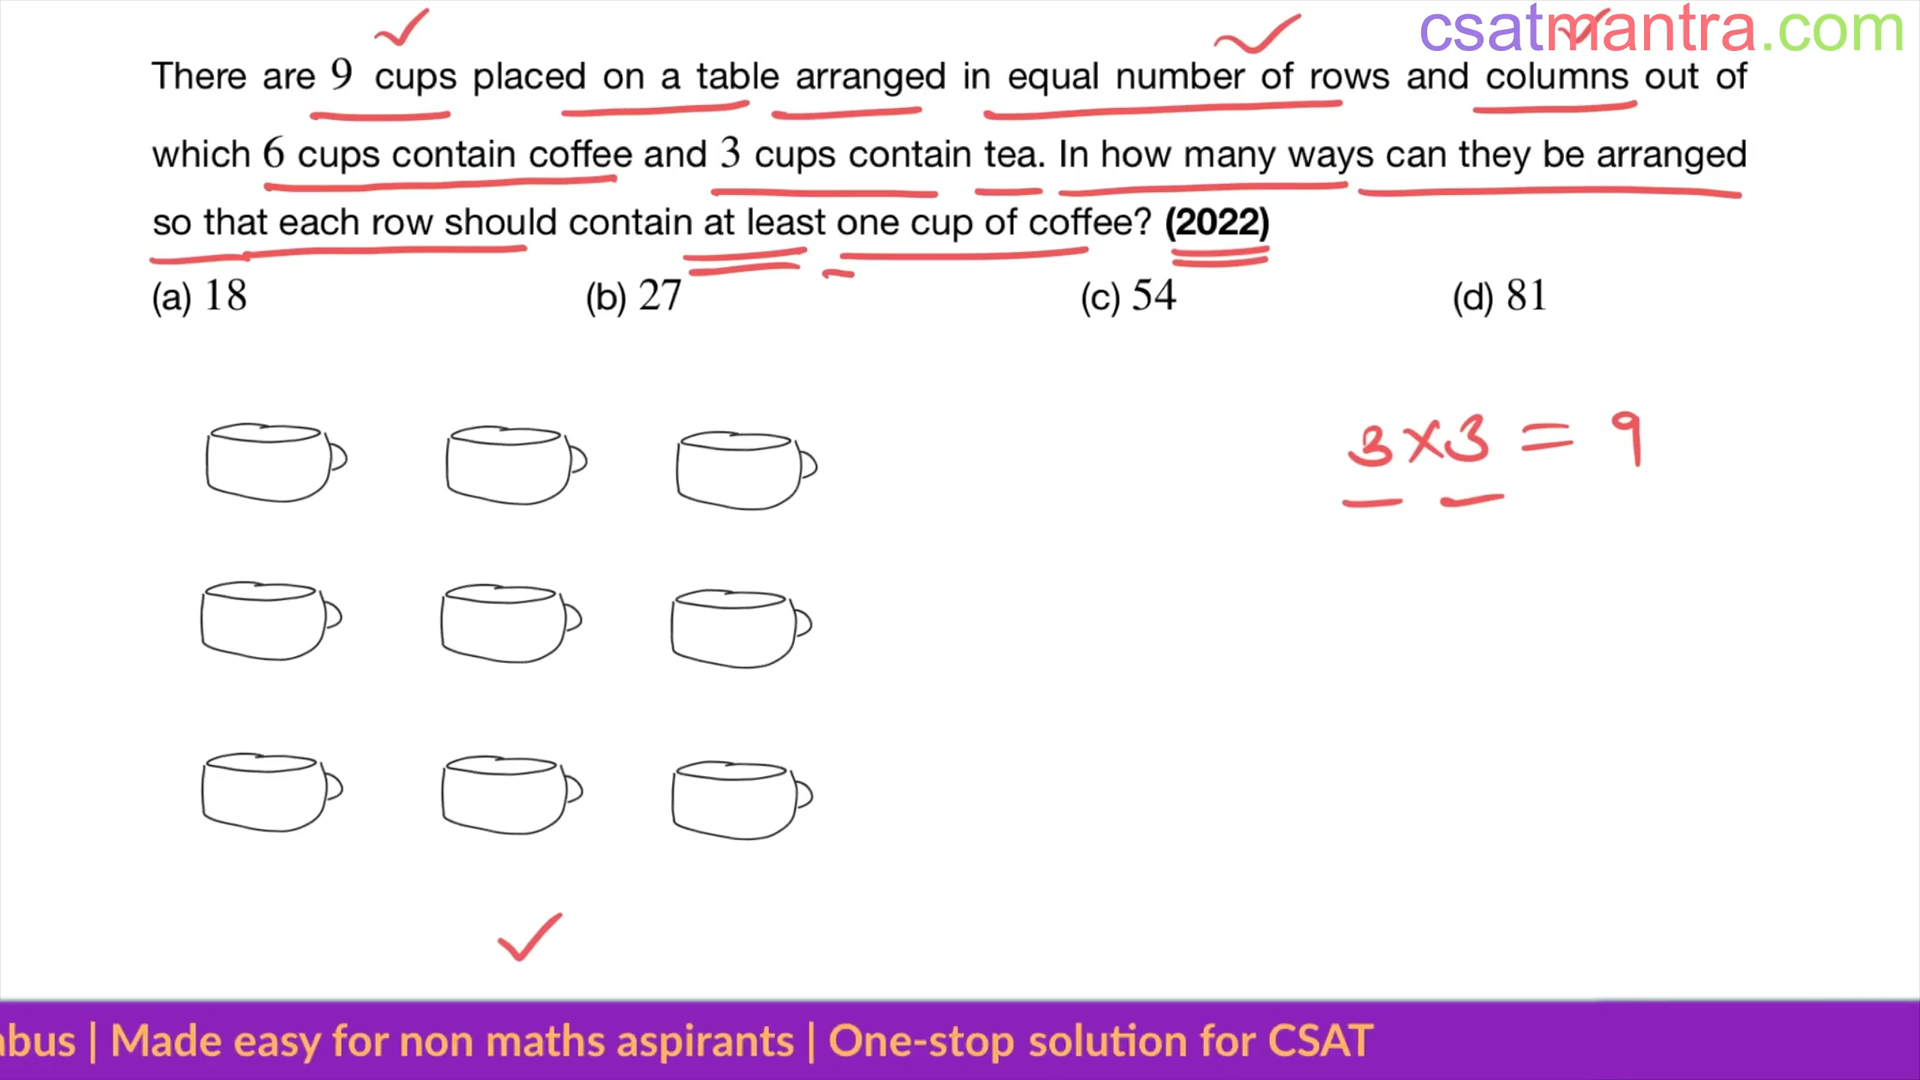 csatmantra.com
There are 9 cups placed on a table arranged in equal number of rows and columns out of
which 6 cups contain coffee and 3 cups contain tea. In how many ways can they be arranged
so that each row should contain at least one cup of coffee? (2022)
(a) 18 (b) 27 (c) 54 (d) 81
3 × 3 = 9
abus | Made easy for non maths aspirants | One-stop solution for CSAT